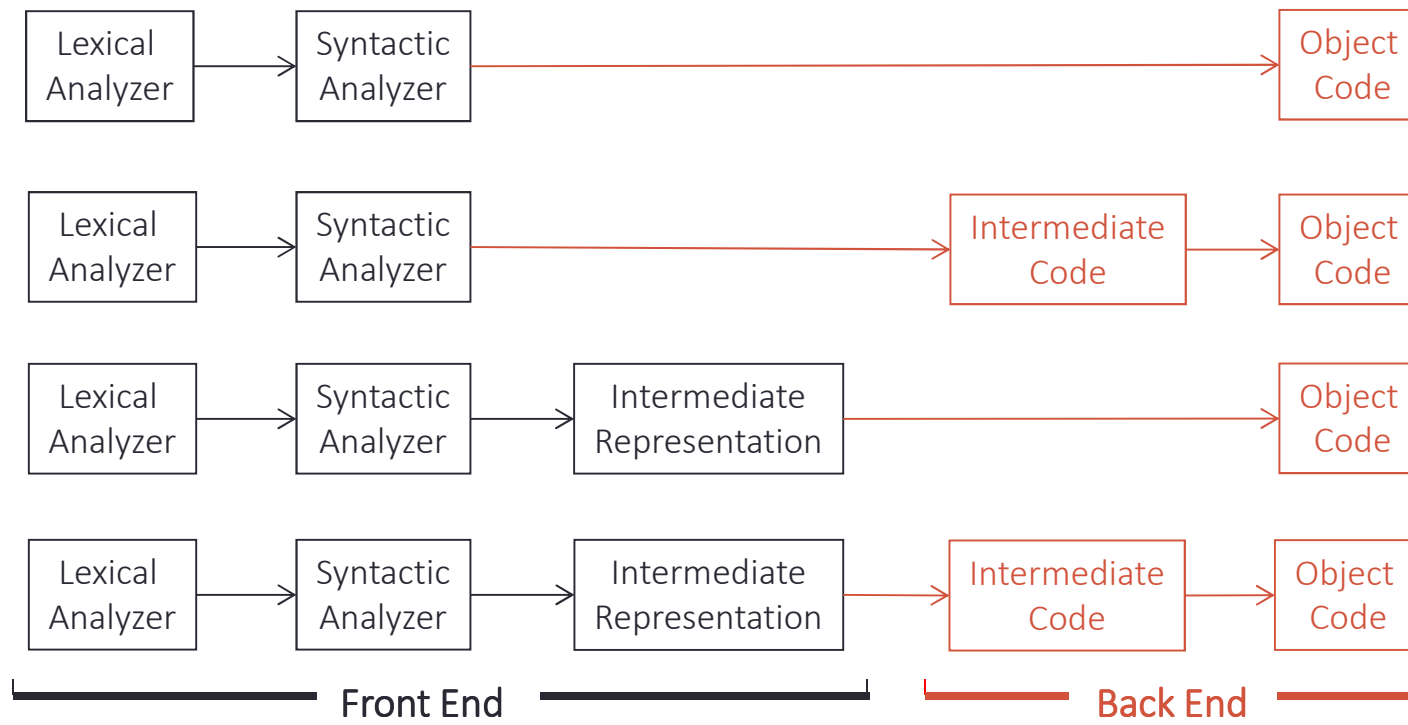 Lexical
Analyzer
Syntactic
Analyzer
Object
Code
Lexical
Analyzer
Syntactic
Analyzer
Intermediate
Code
Object
Code
Lexical
Analyzer
Syntactic
Analyzer
Intermediate
Representation
Object
Code
Lexical
Analyzer
Syntactic
Analyzer
Intermediate
Representation
Intermediate
Code
Object
Code
Front End
Back End